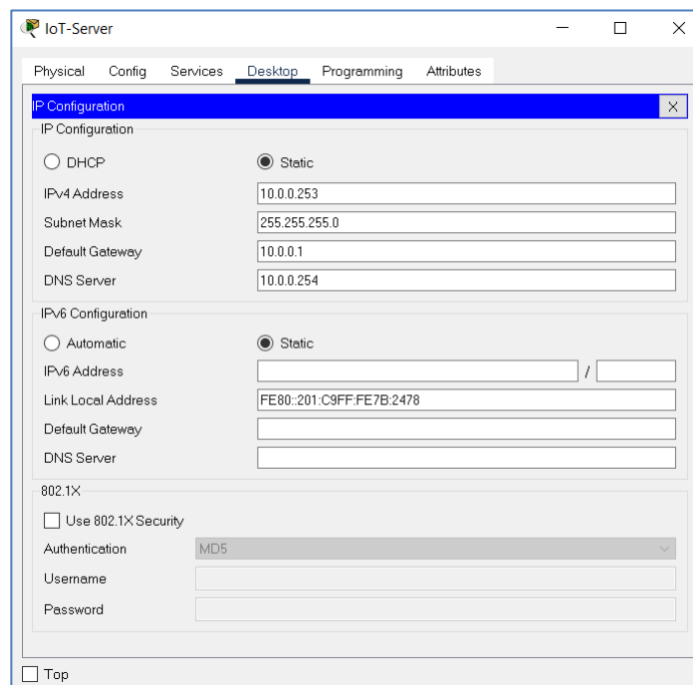 IoT-Server
Physical Config Services Desktop Programming Attributes
IP Configuration X
IP Configuration
DHCP Static
IPv4 Address 10.0.0.253
Subnet Mask 255.255.255.0
Default Gateway 10.0.0.1
DNS Server 10.0.0.254
IPv6 Configuration
Automatic Static
IPv6 Address /
Link Local Address FE80::201:C9FF:FE7B:2478
Default Gateway
DNS Server
802.1X
Use 802.1X Security
Authentication MD5
Username
Password
Top